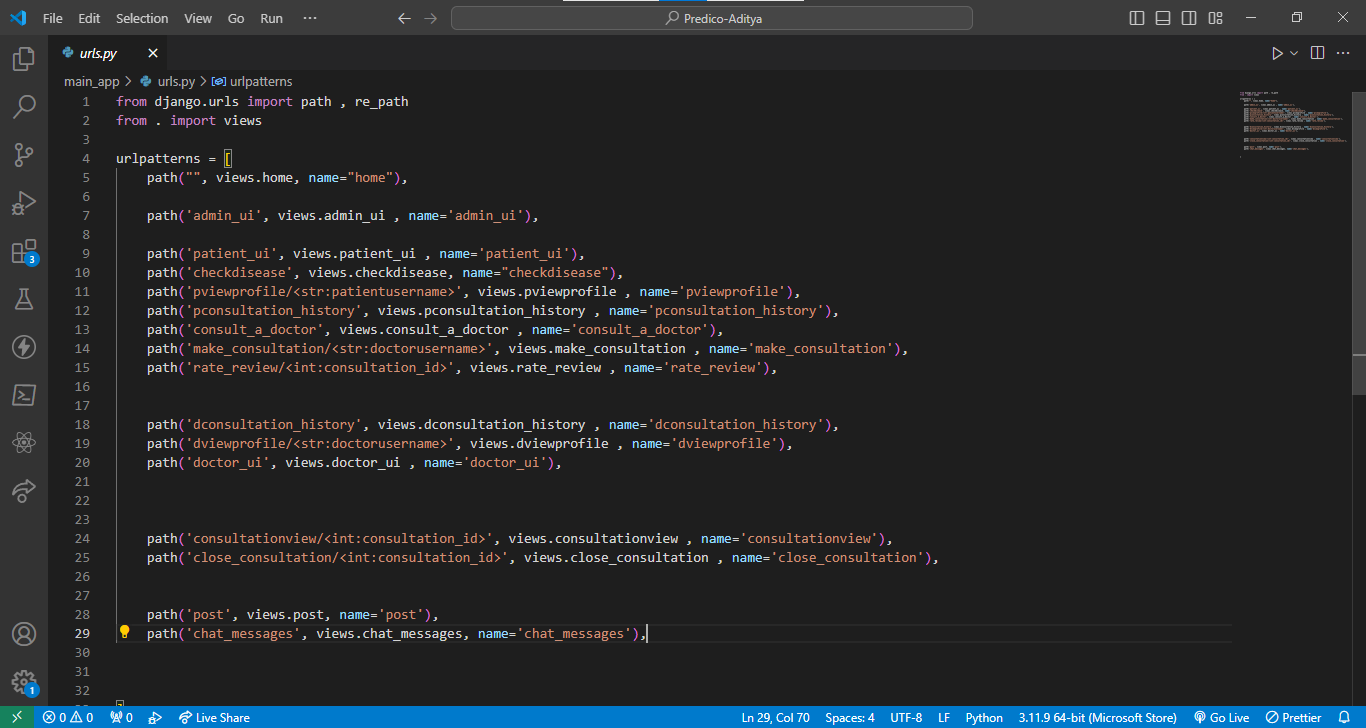 File Edit Selection View Go Run ··· Predico-Aditya
urls.py
main_app > urls.py > urlpatterns
1 from django.urls import path , re_path
2 from . import views
3
4 urlpatterns = [
5 path("", views.home, name="home"),
6
7 path('admin_ui', views.admin_ui , name='admin_ui'),
8
9 path('patient_ui', views.patient_ui , name='patient_ui'),
10 path('checkdisease', views.checkdisease, name="checkdisease"),
11 path('pviewprofile/<str:patientusername>', views.pviewprofile , name='pviewprofile'),
12 path('pconsultation_history', views.pconsultation_history , name='pconsultation_history'),
13 path('consult_a_doctor', views.consult_a_doctor , name='consult_a_doctor'),
14 path('make_consultation/<str:doctorusername>', views.make_consultation , name='make_consultation'),
15 path('rate_review/<int:consultation_id>', views.rate_review , name='rate_review'),
16
17
18 path('dconsultation_history', views.dconsultation_history , name='dconsultation_history'),
19 path('dviewprofile/<str:doctorusername>', views.dviewprofile , name='dviewprofile'),
20 path('doctor_ui', views.doctor_ui , name='doctor_ui'),
21
22
23
24 path('consultationview/<int:consultation_id>', views.consultationview , name='consultationview'),
25 path('close_consultation/<int:consultation_id>', views.close_consultation , name='close_consultation'),
26
27
28 path('post', views.post, name='post'),
29 path('chat_messages', views.chat_messages, name='chat_messages'),
30
31
32
3
1
0 0 0 Live Share Ln 29, Col 70 Spaces: 4 UTF-8 LF Python 3.11.9 64-bit (Microsoft Store) Go Live Prettier